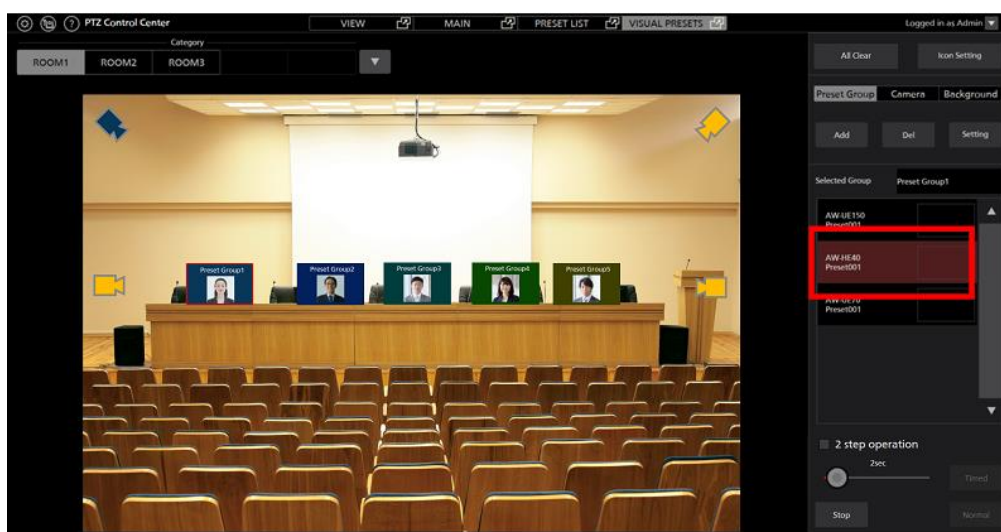 PTZ Control Center
VIEW
MAIN
PRESET LIST
VISUAL PRESETS
Logged in as Admin
Category
ROOM1
ROOM2
ROOM3
All Clear
Icon Setting
Preset Group
Camera
Background
Add
Del
Setting
Selected Group
Preset Group1
AW-UE150
Preset001
AW-HE40
Preset001
AW-UE70
Preset001
Preset Group1
Preset Group2
Preset Group3
Preset Group4
Preset Group5
2 step operation
2sec
Timed
Stop
Normal